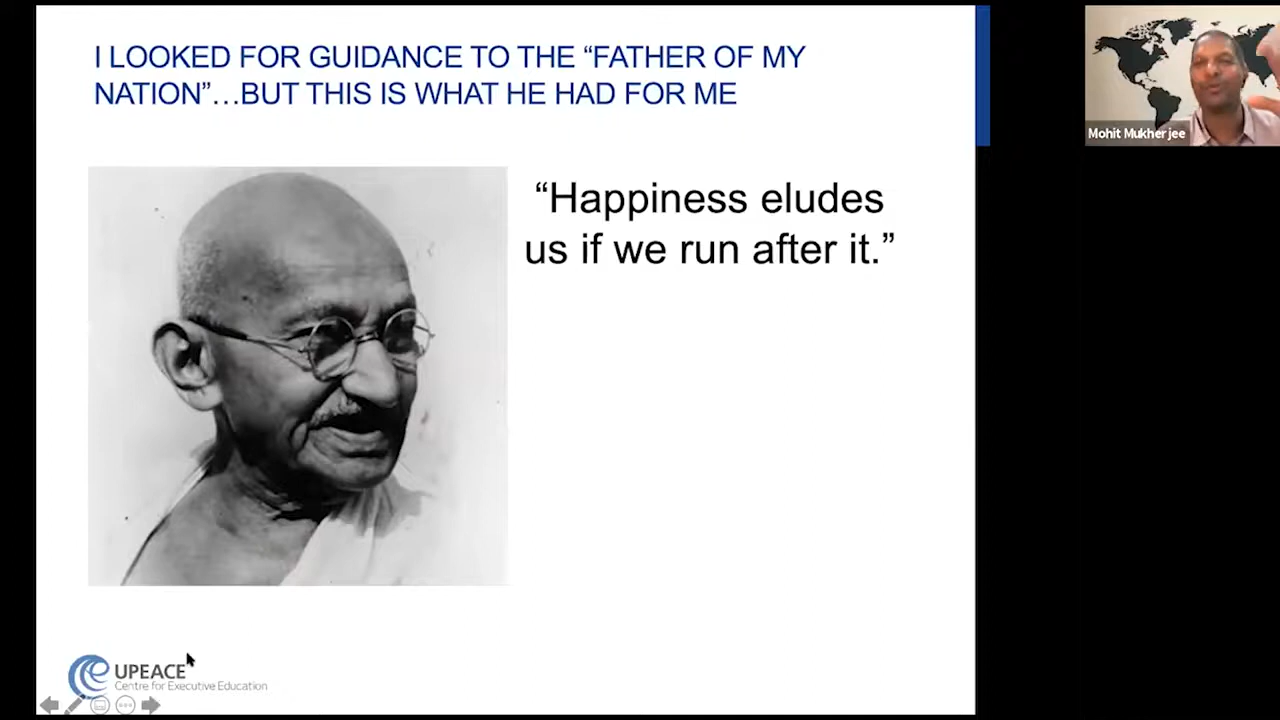 I LOOKED FOR GUIDANCE TO THE “FATHER OF MY
NATION”…BUT THIS IS WHAT HE HAD FOR ME
“Happiness eludes
us if we run after it.”
UPEACE
Centre for Executive Education
Mohit Mukherjee